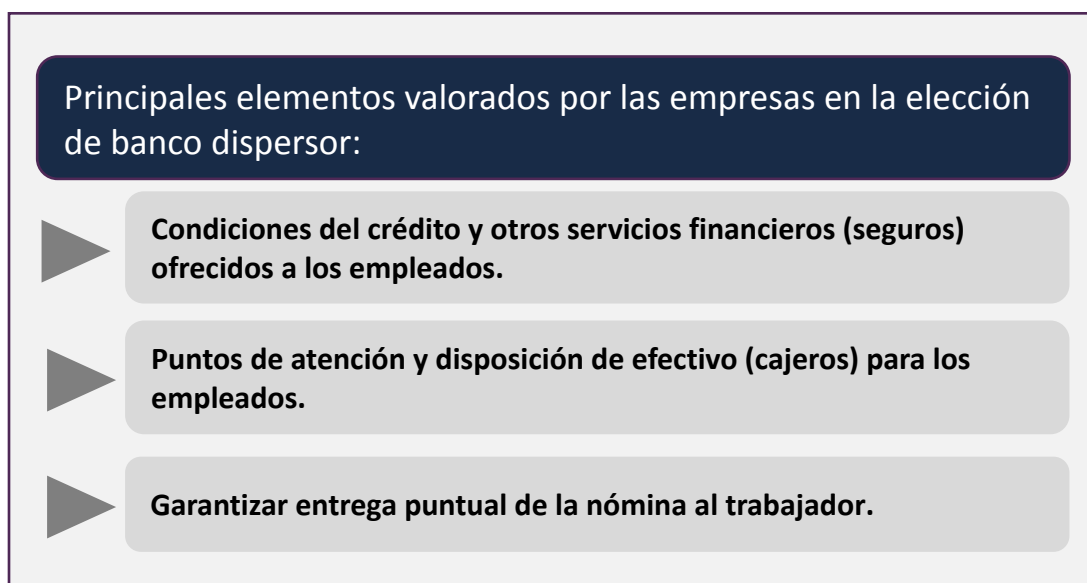 Principales elementos valorados por las empresas en la elección
de banco dispersor:
Condiciones del crédito y otros servicios financieros (seguros)
ofrecidos a los empleados.
Puntos de atención y disposición de efectivo (cajeros) para los
empleados.
Garantizar entrega puntual de la nómina al trabajador.